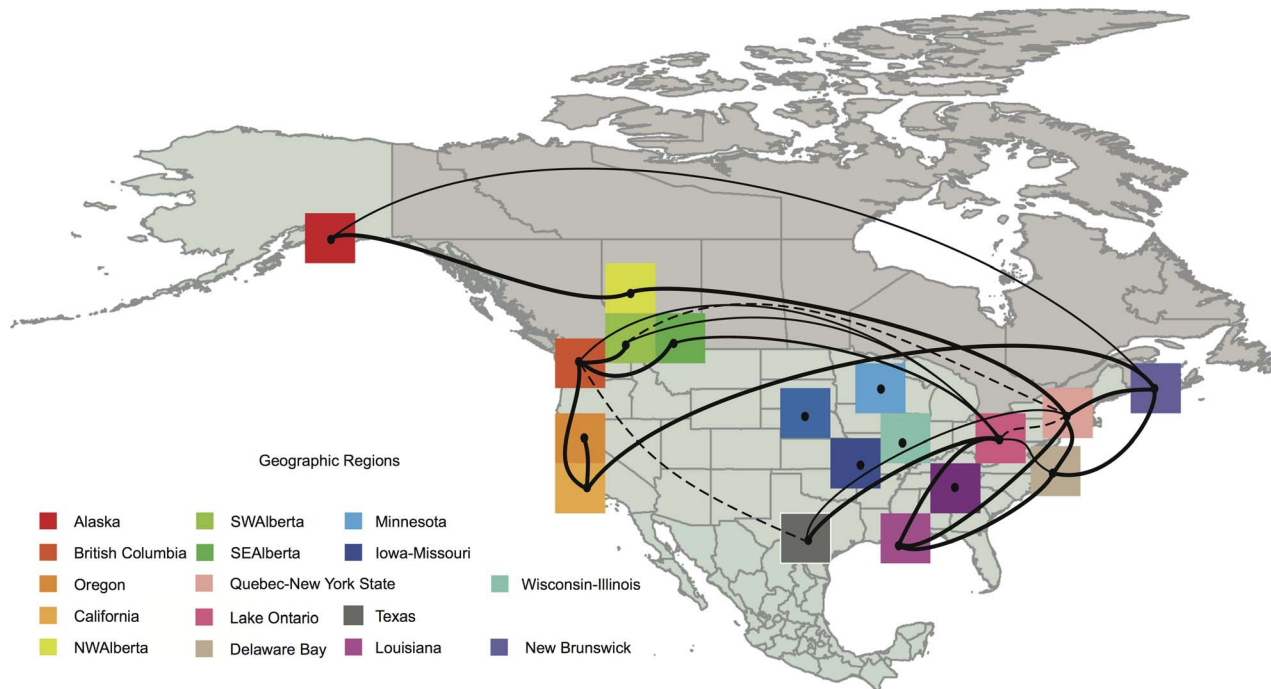 Geographic Regions
Alaska
British Columbia
Oregon
California
NWAlberta
SWAlberta
SEAlberta
Quebec-New York State
Lake Ontario
Delaware Bay
Minnesota
Iowa-Missouri
Texas
Louisiana
Wisconsin-Illinois
New Brunswick